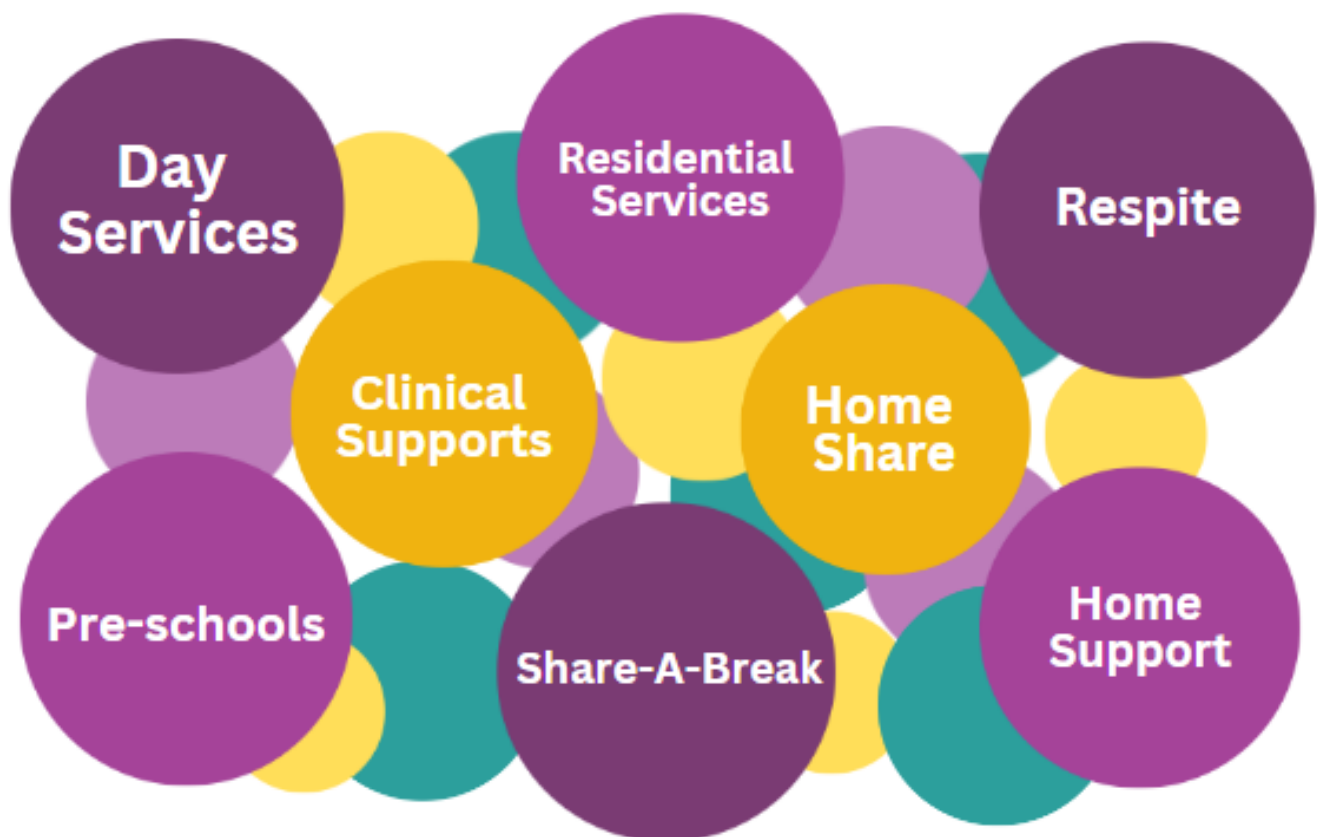 Day
Services
Residential
Services
Respite
Clinical
Supports
Home
Share
Pre-schools
Share-A-Break
Home
Support